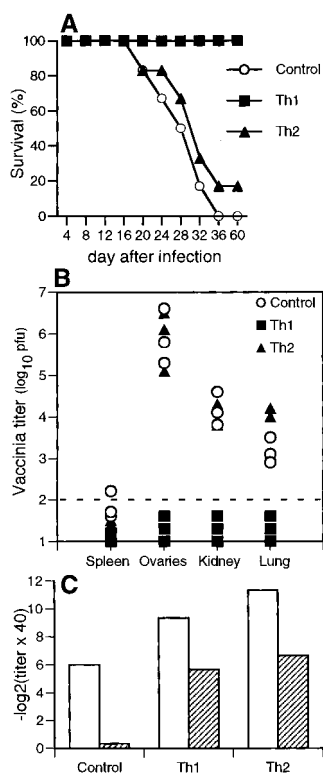 A
100
80
60
40
20
0
Survival (%)
4 8 12 16 20 24 28 32 36 60
day after infection
Control
Th1
Th2
B
7
6
5
4
3
2
1
Vaccinia titer (log10 pfu)
Control
Th1
Th2
Spleen Ovaries Kidney Lung
C
12
10
8
6
4
2
0
-log2(titer x 40)
Control Th1 Th2